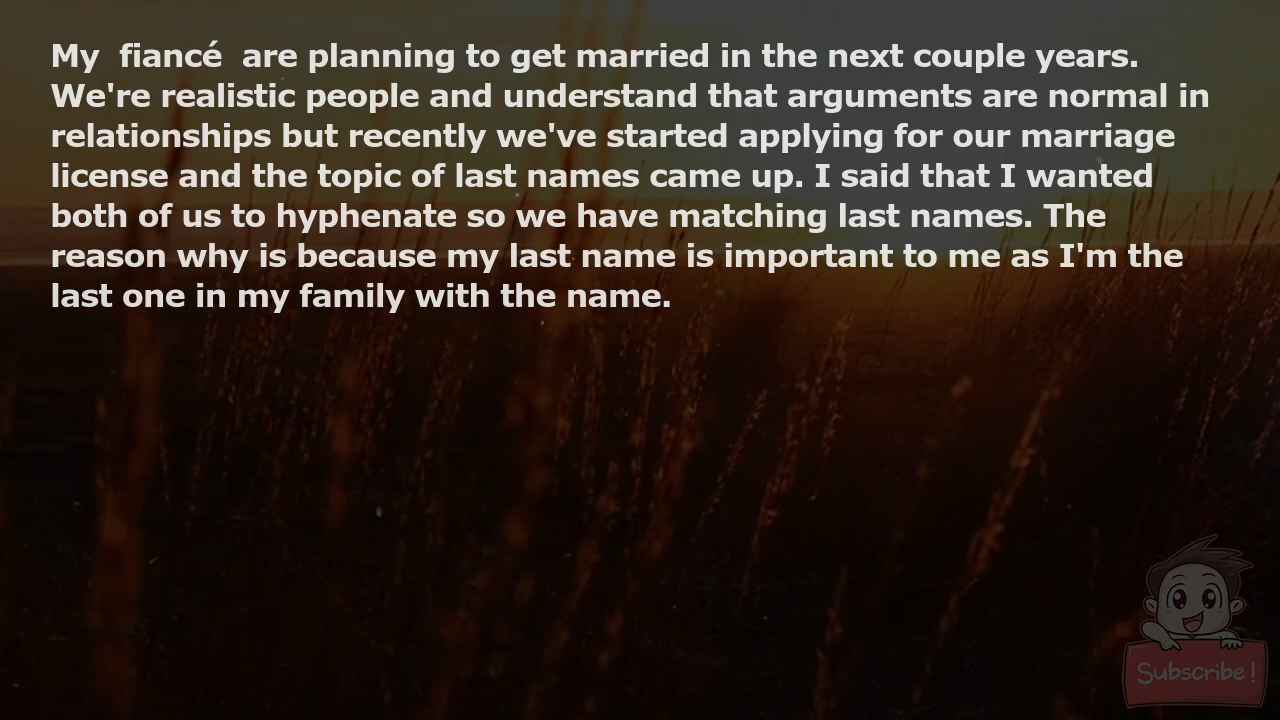 My  fiancé  are planning to get married in the next couple years.
We're realistic people and understand that arguments are normal in
relationships but recently we've started applying for our marriage
license and the topic of last names came up. I said that I wanted
both of us to hyphenate so we have matching last names. The
reason why is because my last name is important to me as I'm the
last one in my family with the name.
Subscribe!